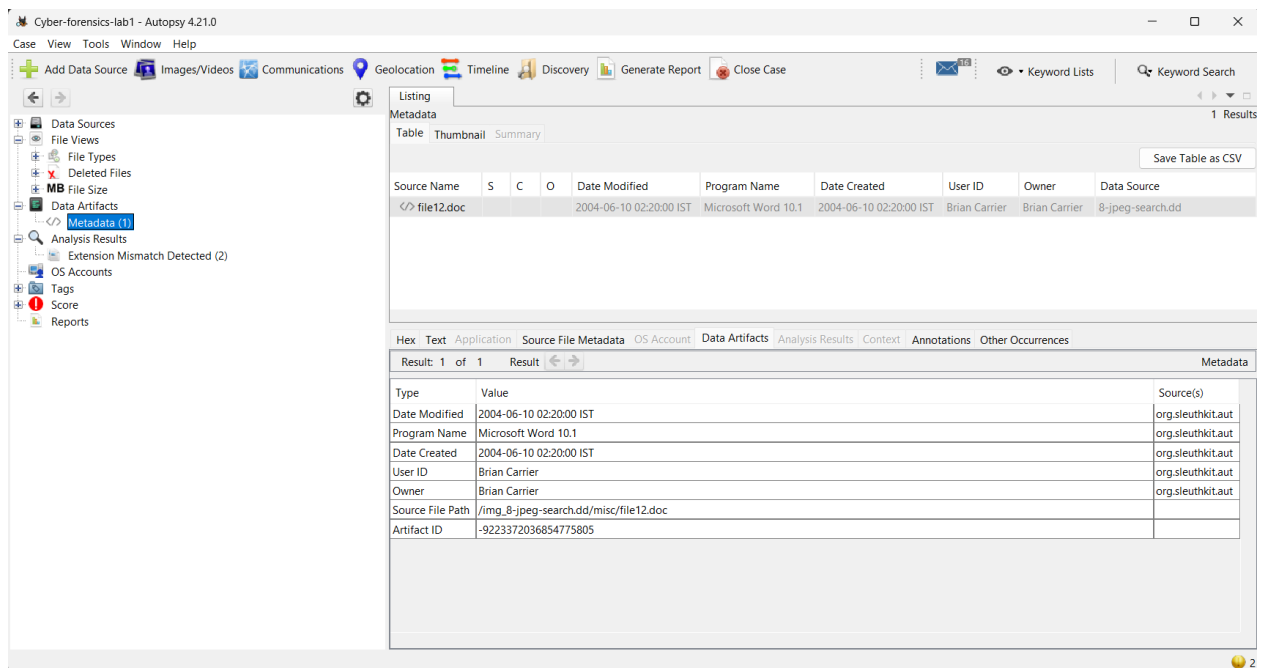 Cyber-forensics-lab1 - Autopsy 4.21.0
Case View Tools Window Help
Add Data Source Images/Videos Communications Geolocation Timeline Discovery Generate Report Close Case 16 Keyword Lists Keyword Search
Data Sources
File Views
File Types
Deleted Files
MB File Size
Data Artifacts
Metadata (1)
Analysis Results
Extension Mismatch Detected (2)
OS Accounts
Tags
Score
Reports
Listing
Metadata 1 Results
Table Thumbnail Summary
Save Table as CSV
Source Name S C O Date Modified Program Name Date Created User ID Owner Data Source
file12.doc 2004-06-10 02:20:00 IST Microsoft Word 10.1 2004-06-10 02:20:00 IST Brian Carrier Brian Carrier 8-jpeg-search.dd
Hex Text Application Source File Metadata OS Account Data Artifacts Analysis Results Context Annotations Other Occurrences
Result: 1 of 1 Result Metadata
Type Value Source(s)
Date Modified 2004-06-10 02:20:00 IST org.sleuthkit.aut
Program Name Microsoft Word 10.1 org.sleuthkit.aut
Date Created 2004-06-10 02:20:00 IST org.sleuthkit.aut
User ID Brian Carrier org.sleuthkit.aut
Owner Brian Carrier org.sleuthkit.aut
Source File Path /img_8-jpeg-search.dd/misc/file12.doc
Artifact ID -9223372036854775805
2